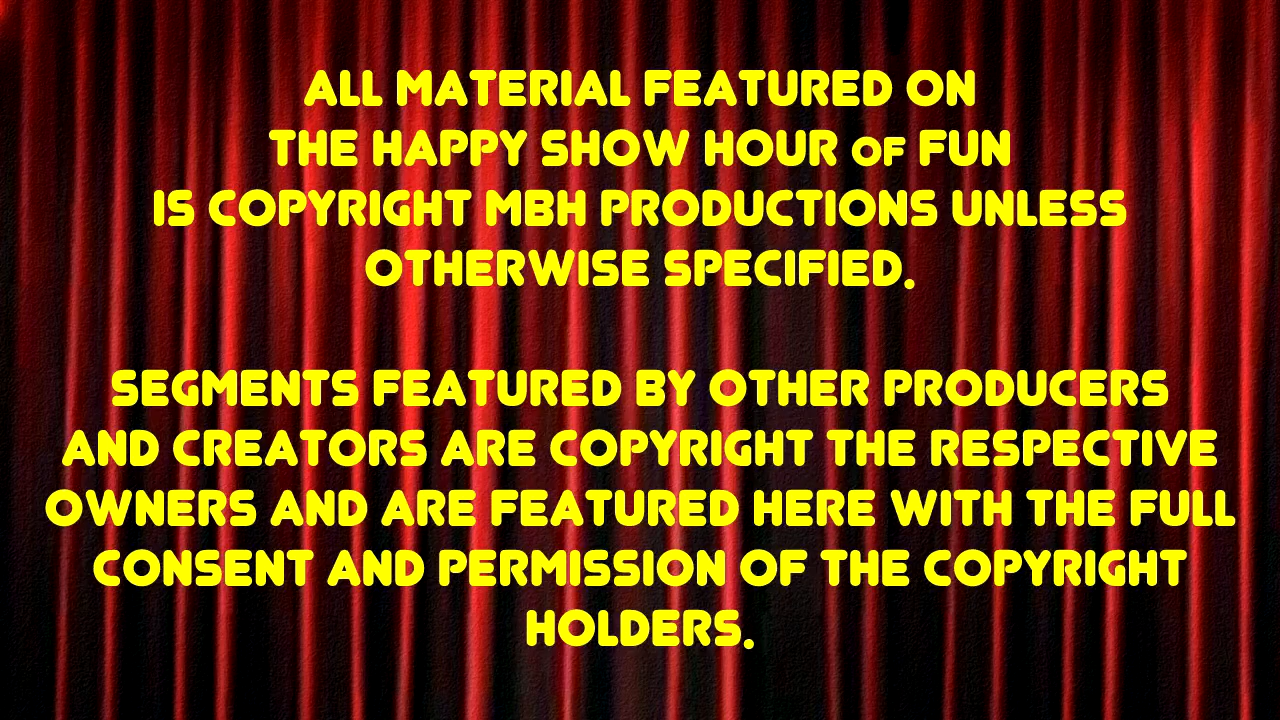 ALL MATERIAL FEATURED ON
THE HAPPY SHOW HOUR OF FUN
IS COPYRIGHT MBH PRODUCTIONS UNLESS
OTHERWISE SPECIFIED.
SEGMENTS FEATURED BY OTHER PRODUCERS
AND CREATORS ARE COPYRIGHT THE RESPECTIVE
OWNERS AND ARE FEATURED HERE WITH THE FULL
CONSENT AND PERMISSION OF THE COPYRIGHT
HOLDERS.